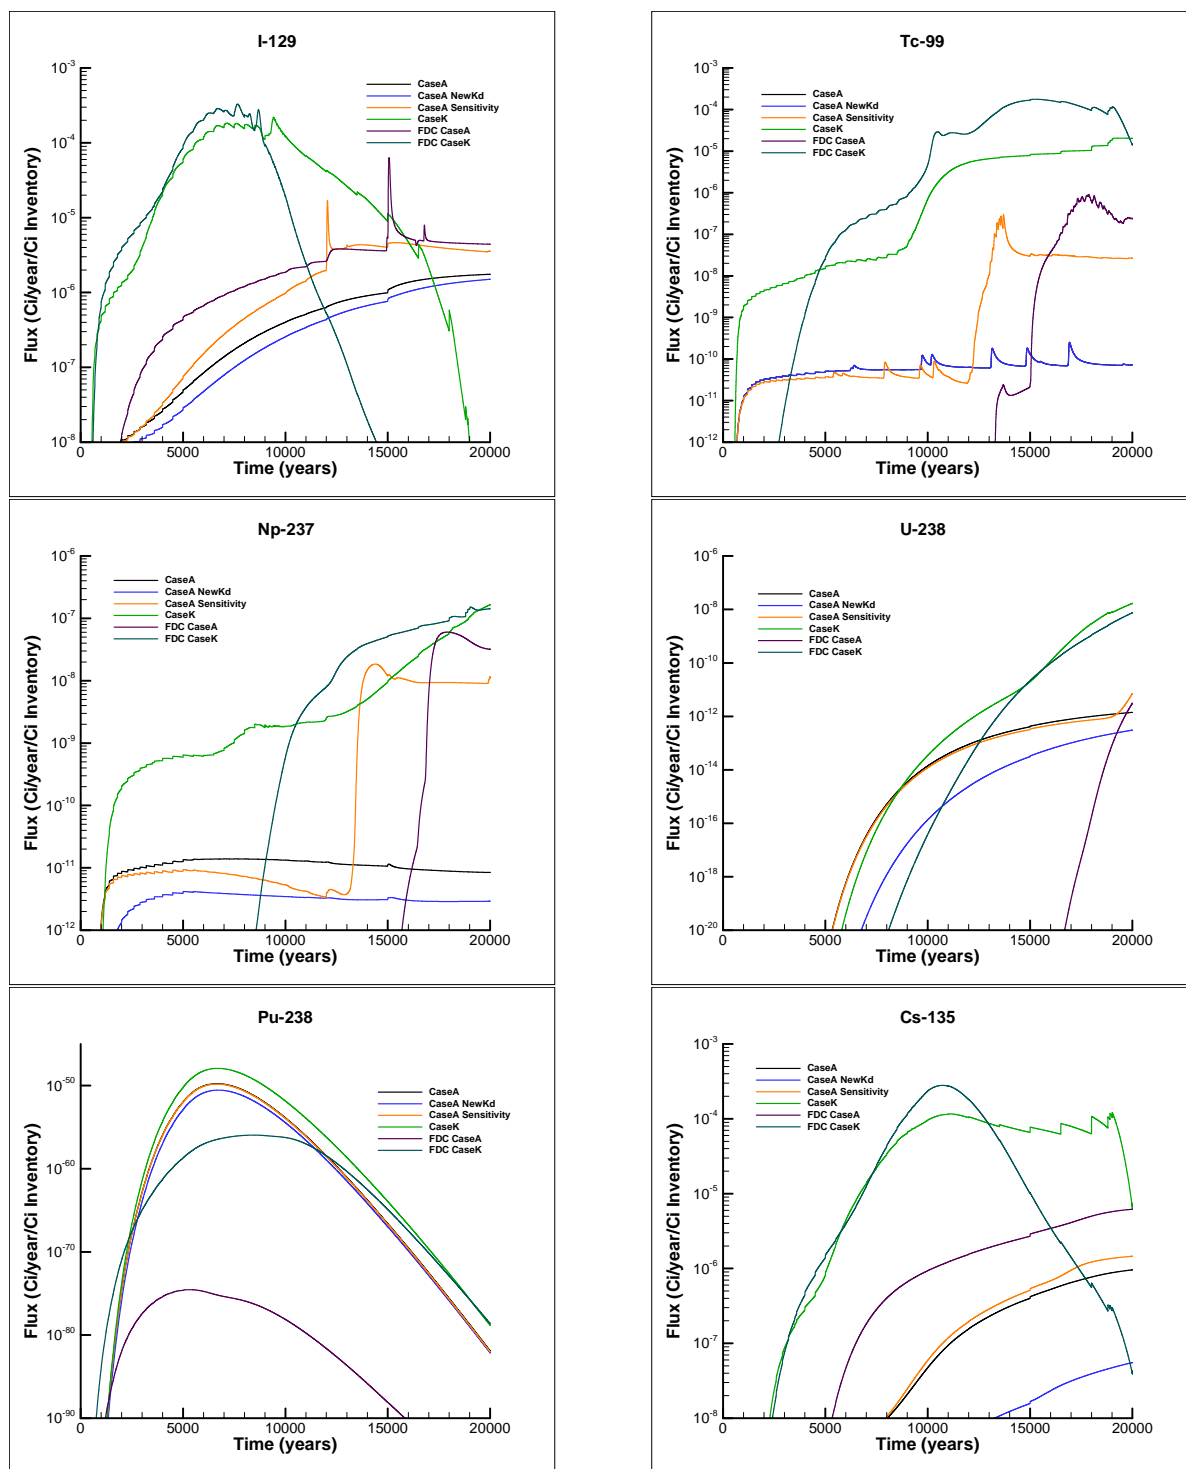 I-129
Flux (Ci/year/Ci Inventory)
10-3
10-4
10-5
10-6
10-7
10-8
CaseA
CaseA NewKd
CaseA Sensitivity
CaseK
FDC CaseA
FDC CaseK
0 5000 10000 15000 20000
Time (years)
Tc-99
Flux (Ci/year/Ci Inventory)
10-3
10-4
10-5
10-6
10-7
10-8
10-9
10-10
10-11
10-12
CaseA
CaseA NewKd
CaseA Sensitivity
CaseK
FDC CaseA
FDC CaseK
0 5000 10000 15000 20000
Time (years)
Np-237
Flux (Ci/year/Ci Inventory)
10-6
10-7
10-8
10-9
10-10
10-11
10-12
CaseA
CaseA NewKd
CaseA Sensitivity
CaseK
FDC CaseA
FDC CaseK
0 5000 10000 15000 20000
Time (years)
U-238
Flux (Ci/year/Ci Inventory)
10-6
10-8
10-10
10-12
10-14
10-16
10-18
10-20
CaseA
CaseA NewKd
CaseA Sensitivity
CaseK
FDC CaseA
FDC CaseK
0 5000 10000 15000 20000
Time (years)
Pu-238
Flux (Ci/year/Ci Inventory)
10-50
10-60
10-70
10-80
10-90
CaseA
CaseA NewKd
CaseA Sensitivity
CaseK
FDC CaseA
FDC CaseK
0 5000 10000 15000 20000
Time (years)
Cs-135
Flux (Ci/year/Ci Inventory)
10-3
10-4
10-5
10-6
10-7
10-8
CaseA
CaseA NewKd
CaseA Sensitivity
CaseK
FDC CaseA
FDC CaseK
0 5000 10000 15000 20000
Time (years)